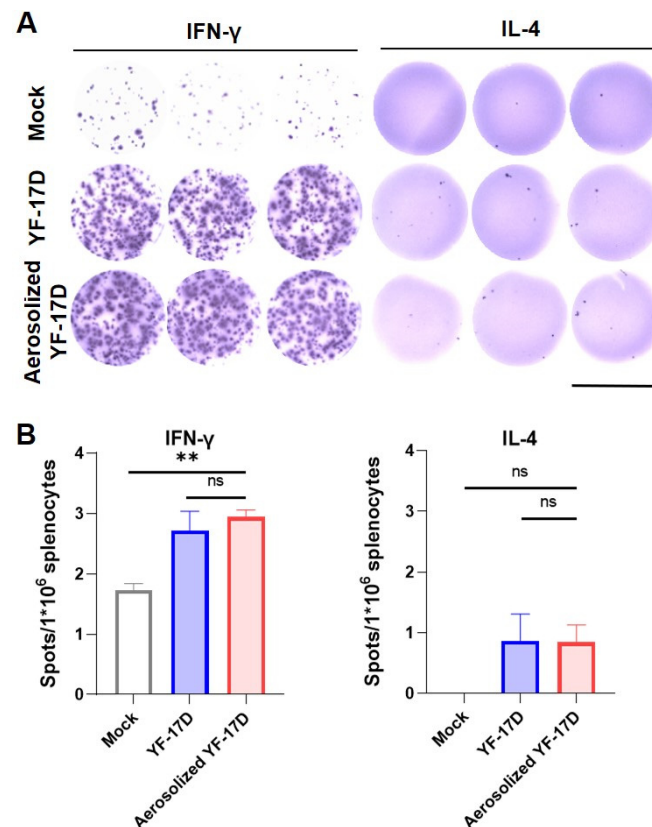 A
IFN-γ IL-4
Mock
YF-17D
Aerosolized
YF-17D
B
IFN-γ
Spots/1*10⁶ splenocytes
4
3
2
1
0
**
ns
Mock
YF-17D
Aerosolized YF-17D
IL-4
Spots/1*10⁶ splenocytes
4
3
2
1
0
ns
ns
Mock
YF-17D
Aerosolized YF-17D